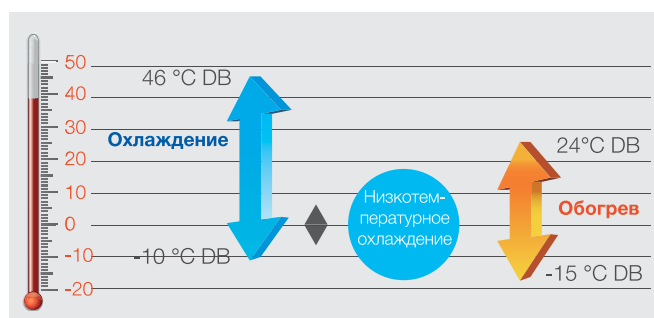 50
40
30
20
10
0
-10
-20
46 °C DB
Охлаждение
-10 °C DB
Низкотем-
пературное
охлаждение
24°C DB
Обогрев
-15 °C DB